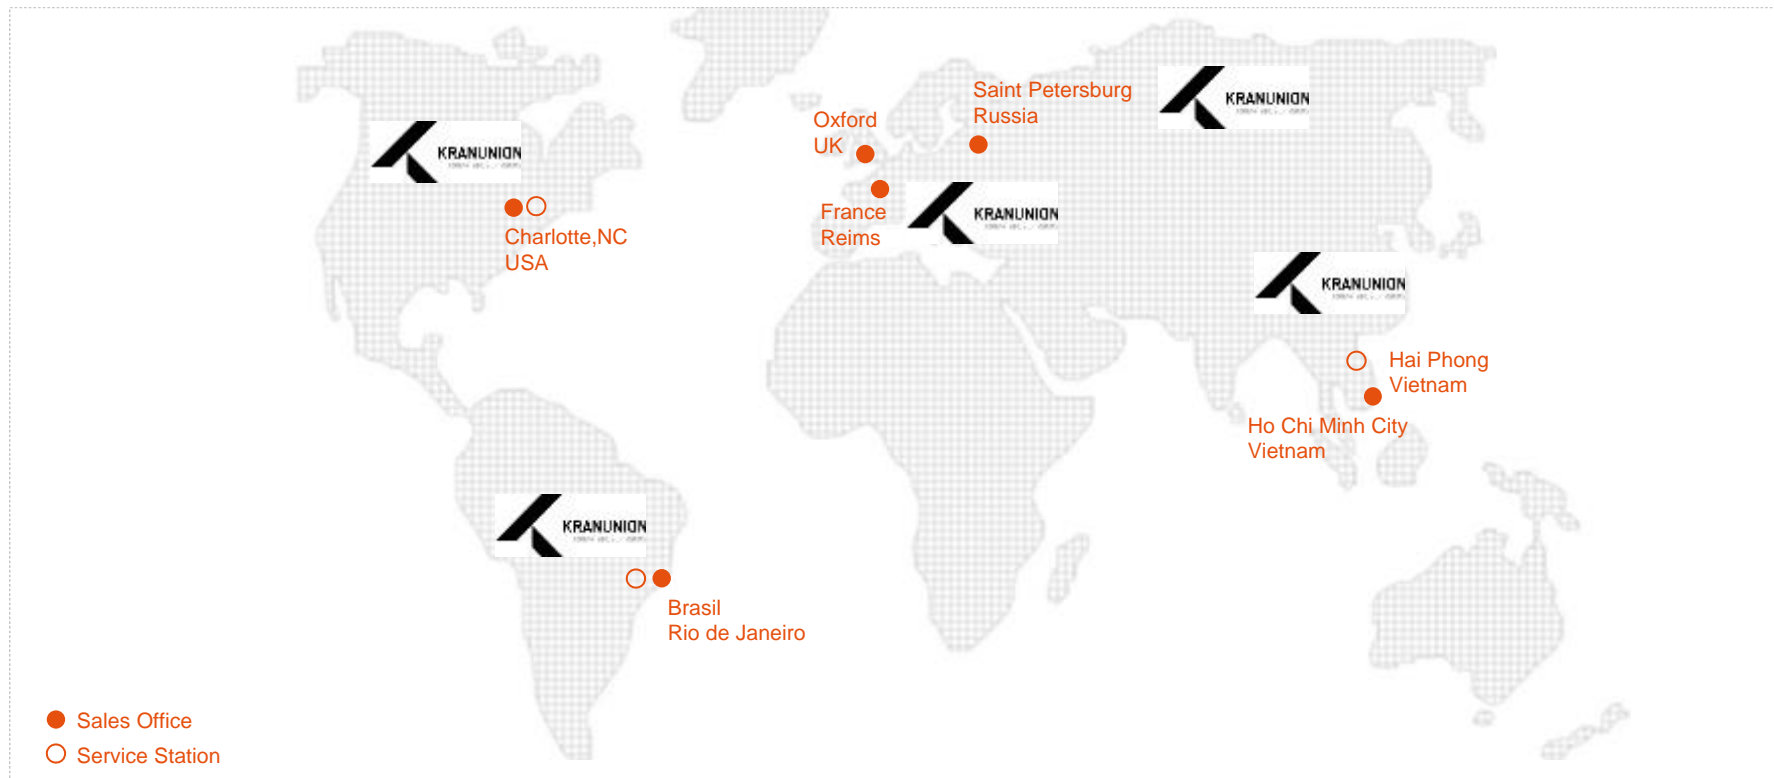 Saint Petersburg
Russia
KRANUNION
Oxford
UK
KRANUNION
KRANUNION
France
Reims
Charlotte,NC
USA
KRANUNION
Hai Phong
Vietnam
Ho Chi Minh City
Vietnam
KRANUNION
Brasil
Rio de Janeiro
Sales Office
Service Station